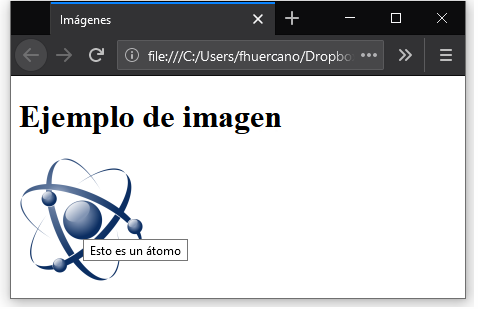 Imágenes
file:///C:/Users/fhuercano/Dropbo
Ejemplo de imagen
Esto es un átomo